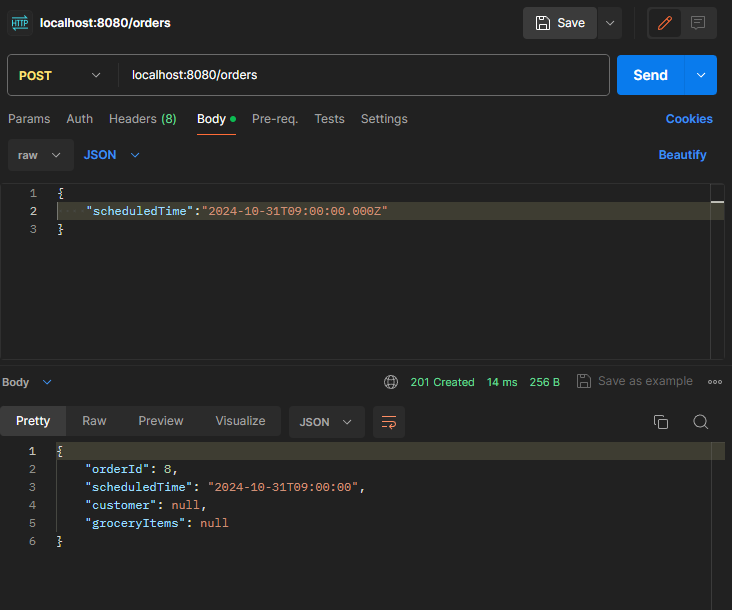 HTTP localhost:8080/orders Save
POST localhost:8080/orders Send
Params Auth Headers (8) Body Pre-req. Tests Settings Cookies
raw JSON Beautify
1 {
2 "scheduledTime":"2024-10-31T09:00:00.000Z"
3 }
Body 201 Created 14 ms 256 B Save as example
Pretty Raw Preview Visualize JSON
1 {
2 "orderId": 8,
3 "scheduledTime": "2024-10-31T09:00:00",
4 "customer": null,
5 "groceryItems": null
6 }